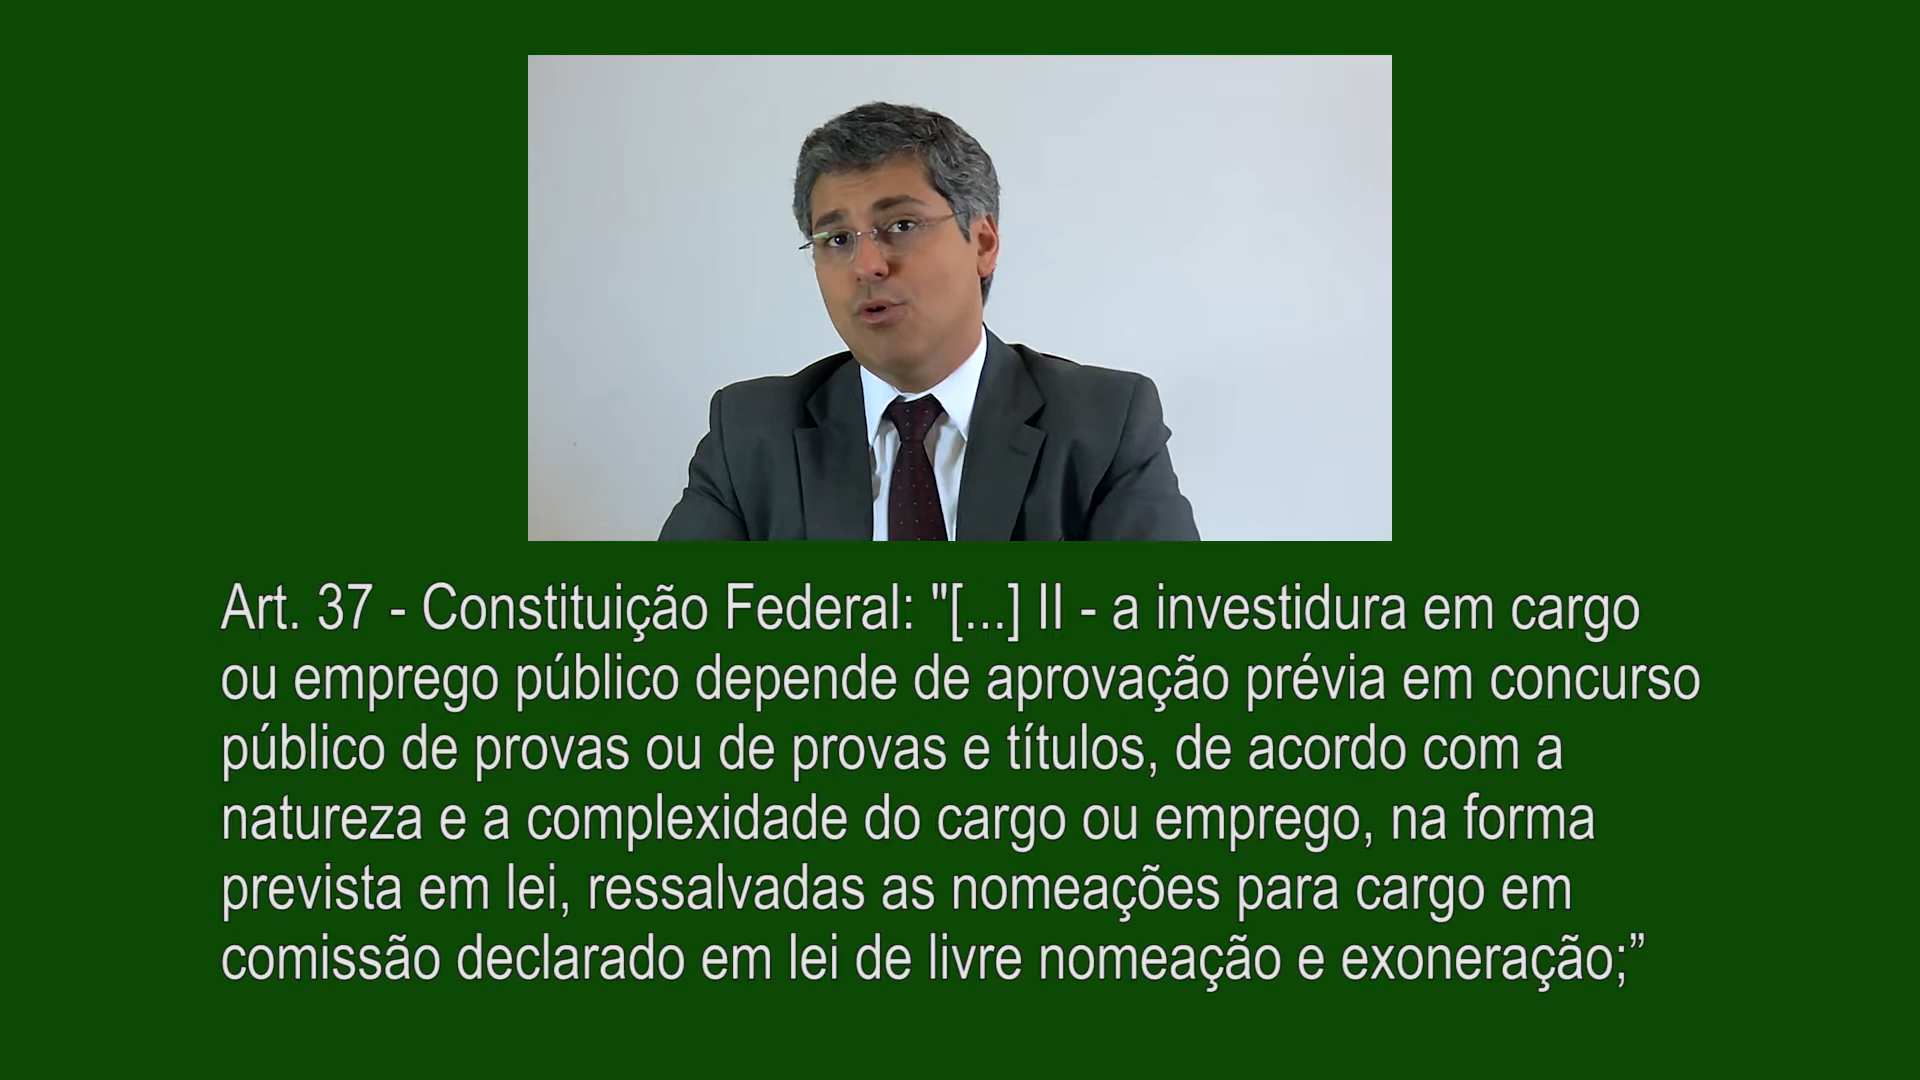 Art. 37 - Constituição Federal: "[...] II - a investidura em cargo
ou emprego público depende de aprovação prévia em concurso
público de provas ou de provas e títulos, de acordo com a
natureza e a complexidade do cargo ou emprego, na forma
prevista em lei, ressalvadas as nomeações para cargo em
comissão declarado em lei de livre nomeação e exoneração;”